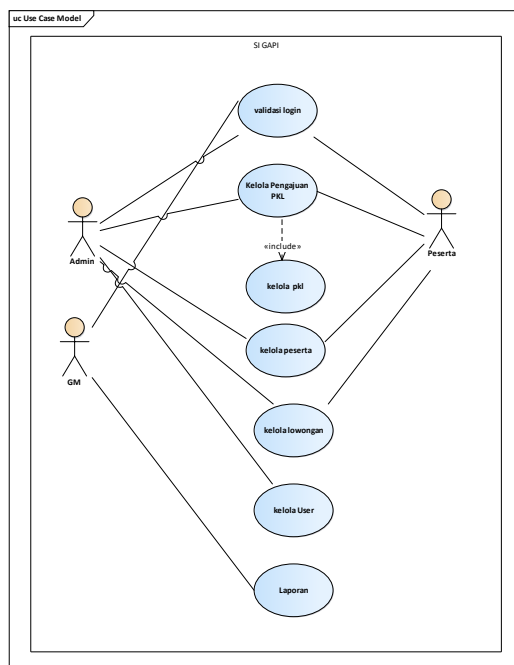 uc Use Case Model
SI GAPI
validasi login
Kelola Pengajuan
PKL
Admin
Peserta
«include»
kelola pkl
GM
kelola peserta
kelola lowongan
kelola User
Laporan